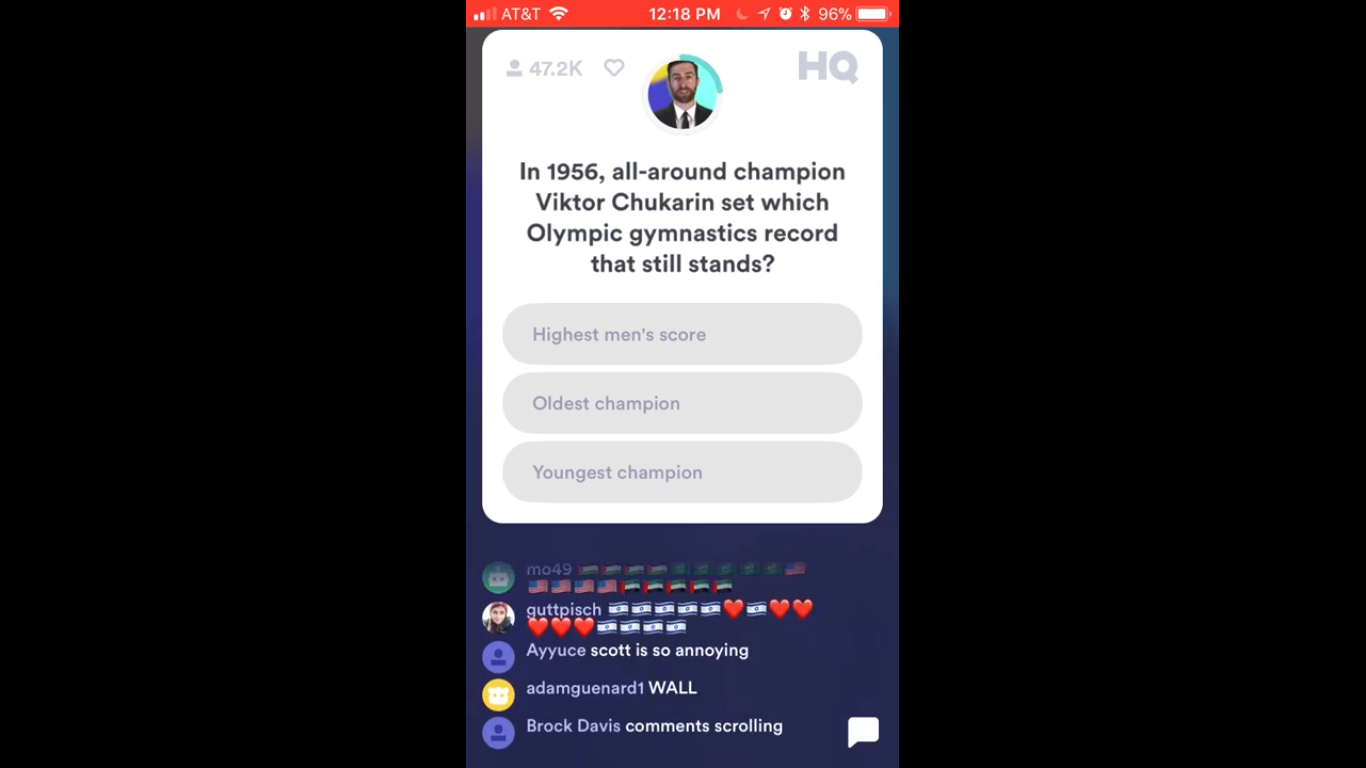 AT&T 12:18 PM 96%
47.2K HQ
In 1956, all-around champion
Viktor Chukarin set which
Olympic gymnastics record
that still stands?
Highest men's score
Oldest champion
Youngest champion
mo49
guttpisch
Ayyuce scott is so annoying
adamguenard1 WALL
Brock Davis comments scrolling